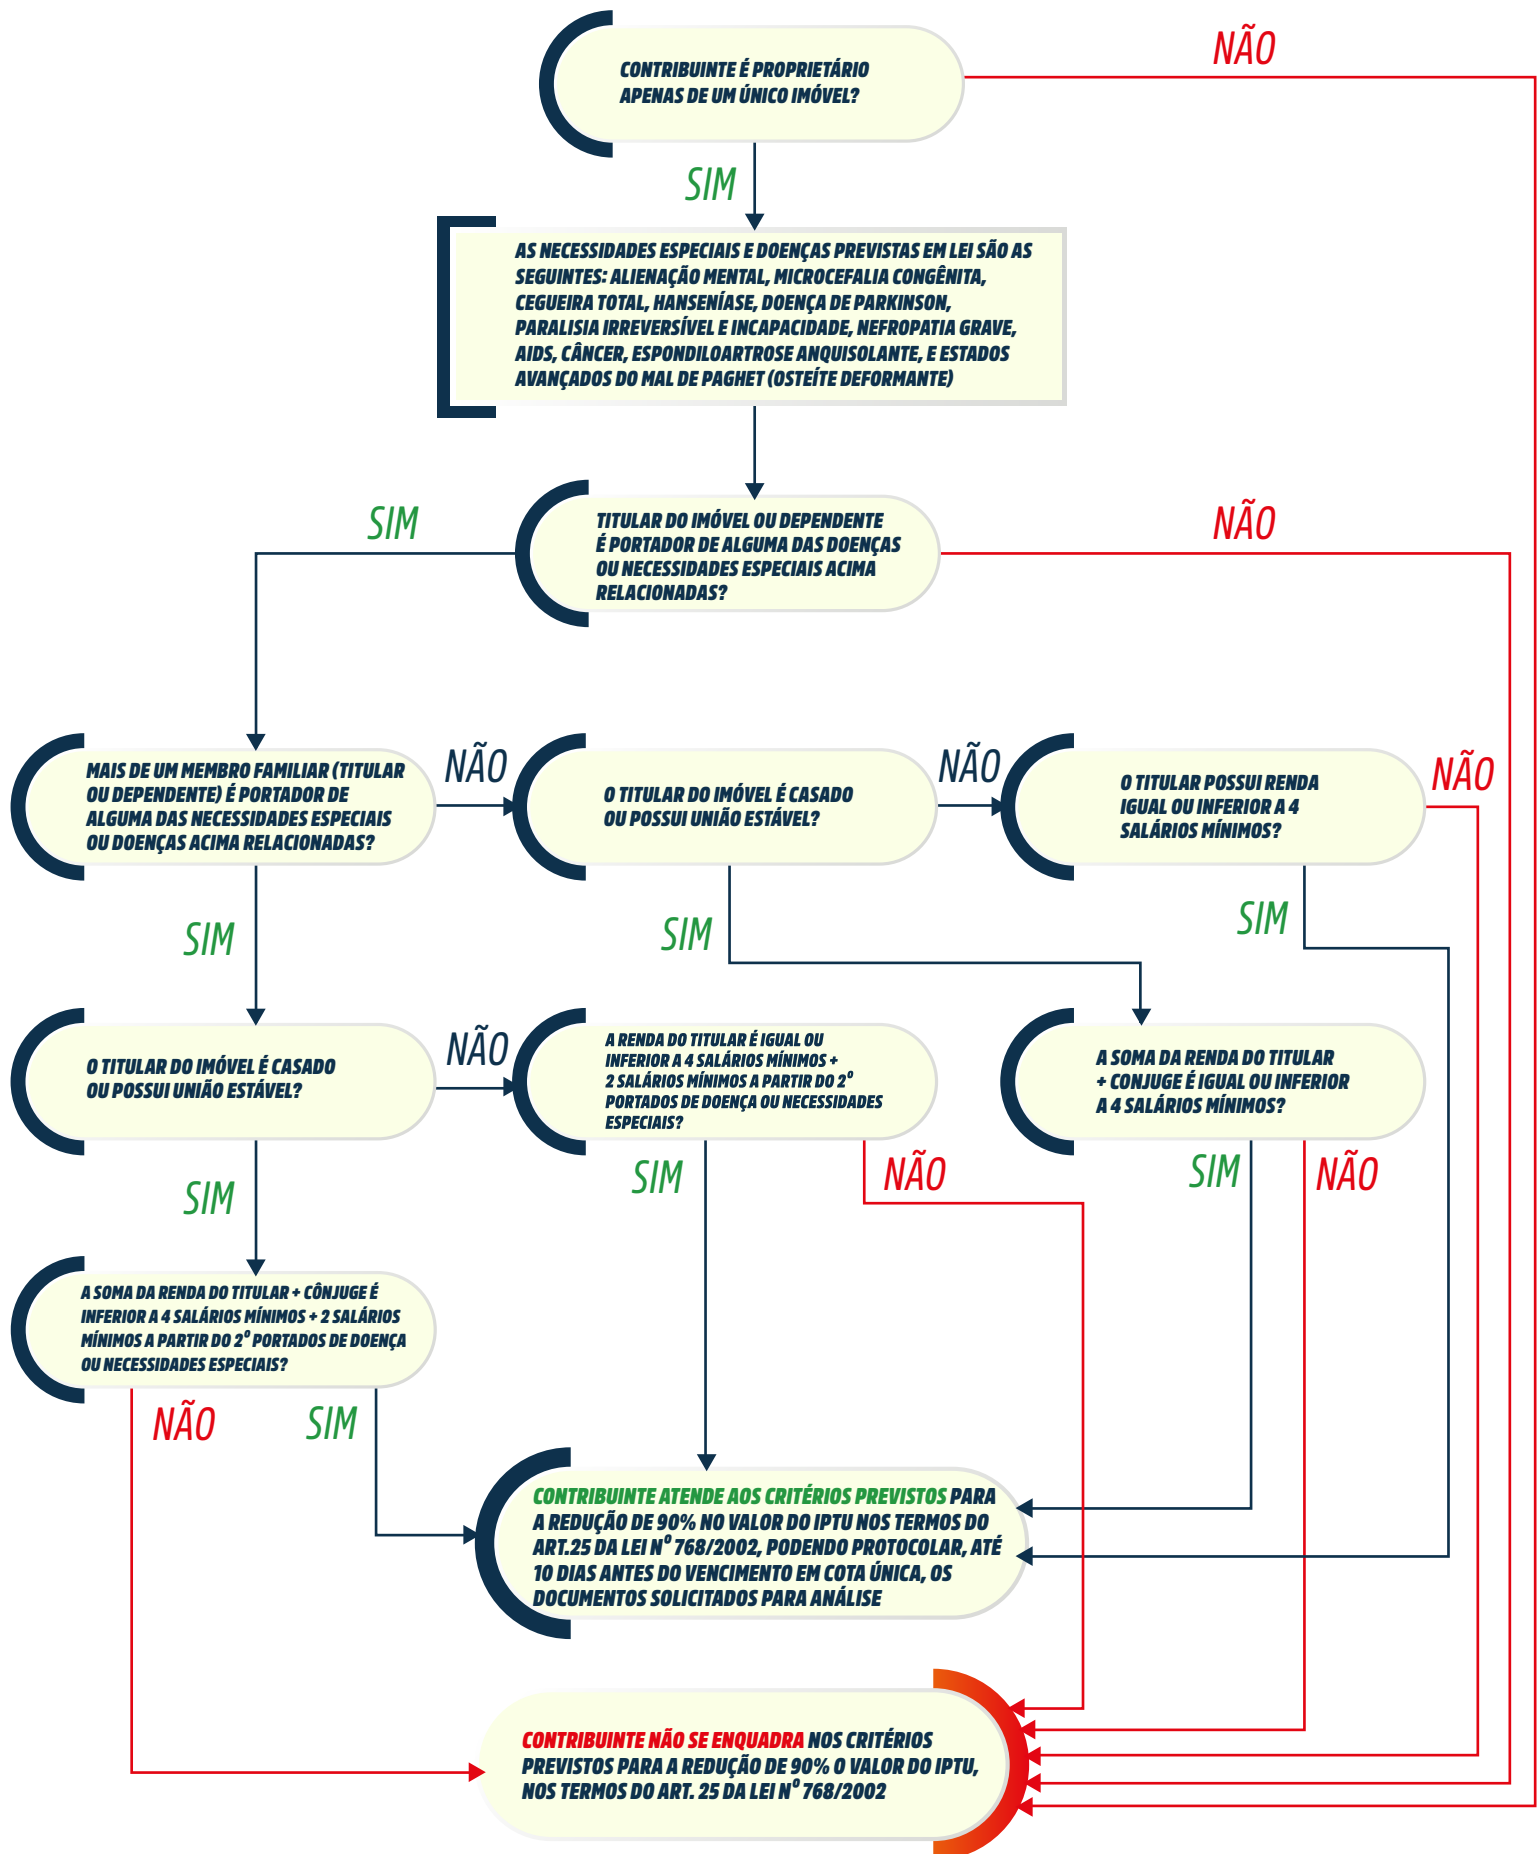 CONTRIBUINTE É PROPRIETÁRIO
APENAS DE UM ÚNICO IMÓVEL?
NÃO
SIM
AS NECESSIDADES ESPECIAIS E DOENÇAS PREVISTAS EM LEI SÃO AS
SEGUINTES: ALIENAÇÃO MENTAL, MICROCEFALIA CONGÊNITA,
CEGUEIRA TOTAL, HANSENÍASE, DOENÇA DE PARKINSON,
PARALISIA IRREVERSÍVEL E INCAPACIDADE, NEFROPATIA GRAVE,
AIDS, CÂNCER, ESPONDILOARTROSE ANQUISOLANTE, E ESTADOS
AVANÇADOS DO MAL DE PAGHET (OSTEÍTE DEFORMANTE)
SIM
TITULAR DO IMÓVEL OU DEPENDENTE
É PORTADOR DE ALGUMA DAS DOENÇAS
OU NECESSIDADES ESPECIAIS ACIMA
RELACIONADAS?
NÃO
MAIS DE UM MEMBRO FAMILIAR (TITULAR
OU DEPENDENTE) É PORTADOR DE
ALGUMA DAS NECESSIDADES ESPECIAIS
OU DOENÇAS ACIMA RELACIONADAS?
NÃO
O TITULAR DO IMÓVEL É CASADO
OU POSSUI UNIÃO ESTÁVEL?
NÃO
O TITULAR POSSUI RENDA
IGUAL OU INFERIOR A 4
SALÁRIOS MÍNIMOS?
NÃO
SIM
SIM
SIM
O TITULAR DO IMÓVEL É CASADO
OU POSSUI UNIÃO ESTÁVEL?
NÃO
A RENDA DO TITULAR É IGUAL OU
INFERIOR A 4 SALÁRIOS MÍNIMOS +
2 SALÁRIOS MÍNIMOS A PARTIR DO 2º
PORTADOS DE DOENÇA OU NECESSIDADES
ESPECIAIS?
A SOMA DA RENDA DO TITULAR
+ CONJUGE É IGUAL OU INFERIOR
A 4 SALÁRIOS MÍNIMOS?
SIM
SIM
NÃO
SIM
NÃO
A SOMA DA RENDA DO TITULAR + CÔNJUGE É
INFERIOR A 4 SALÁRIOS MÍNIMOS + 2 SALÁRIOS
MÍNIMOS A PARTIR DO 2º PORTADOS DE DOENÇA
OU NECESSIDADES ESPECIAIS?
NÃO
SIM
CONTRIBUINTE ATENDE AOS CRITÉRIOS PREVISTOS PARA
A REDUÇÃO DE 90% NO VALOR DO IPTU NOS TERMOS DO
ART.25 DA LEI Nº 768/2002, PODENDO PROTOCOLAR, ATÉ
10 DIAS ANTES DO VENCIMENTO EM COTA ÚNICA, OS
DOCUMENTOS SOLICITADOS PARA ANÁLISE
CONTRIBUINTE NÃO SE ENQUADRA NOS CRITÉRIOS
PREVISTOS PARA A REDUÇÃO DE 90% O VALOR DO IPTU,
NOS TERMOS DO ART. 25 DA LEI Nº 768/2002